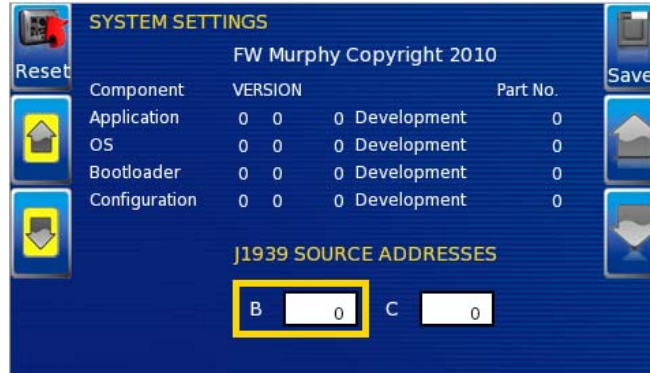 SYSTEM SETTINGS
FW Murphy Copyright 2010
Reset
Save
Component VERSION Part No.
Application 0 0 0 Development 0
OS 0 0 0 Development 0
Bootloader 0 0 0 Development 0
Configuration 0 0 0 Development 0
J1939 SOURCE ADDRESSES
B 0 C 0